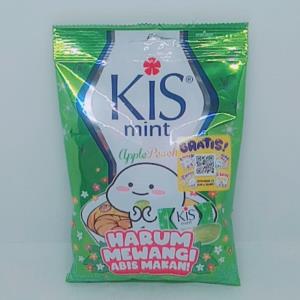 KiS®
mint
Apple Peach
GRATIS!
KiS
HARUM
MEWANGI
ABIS MAKAN!